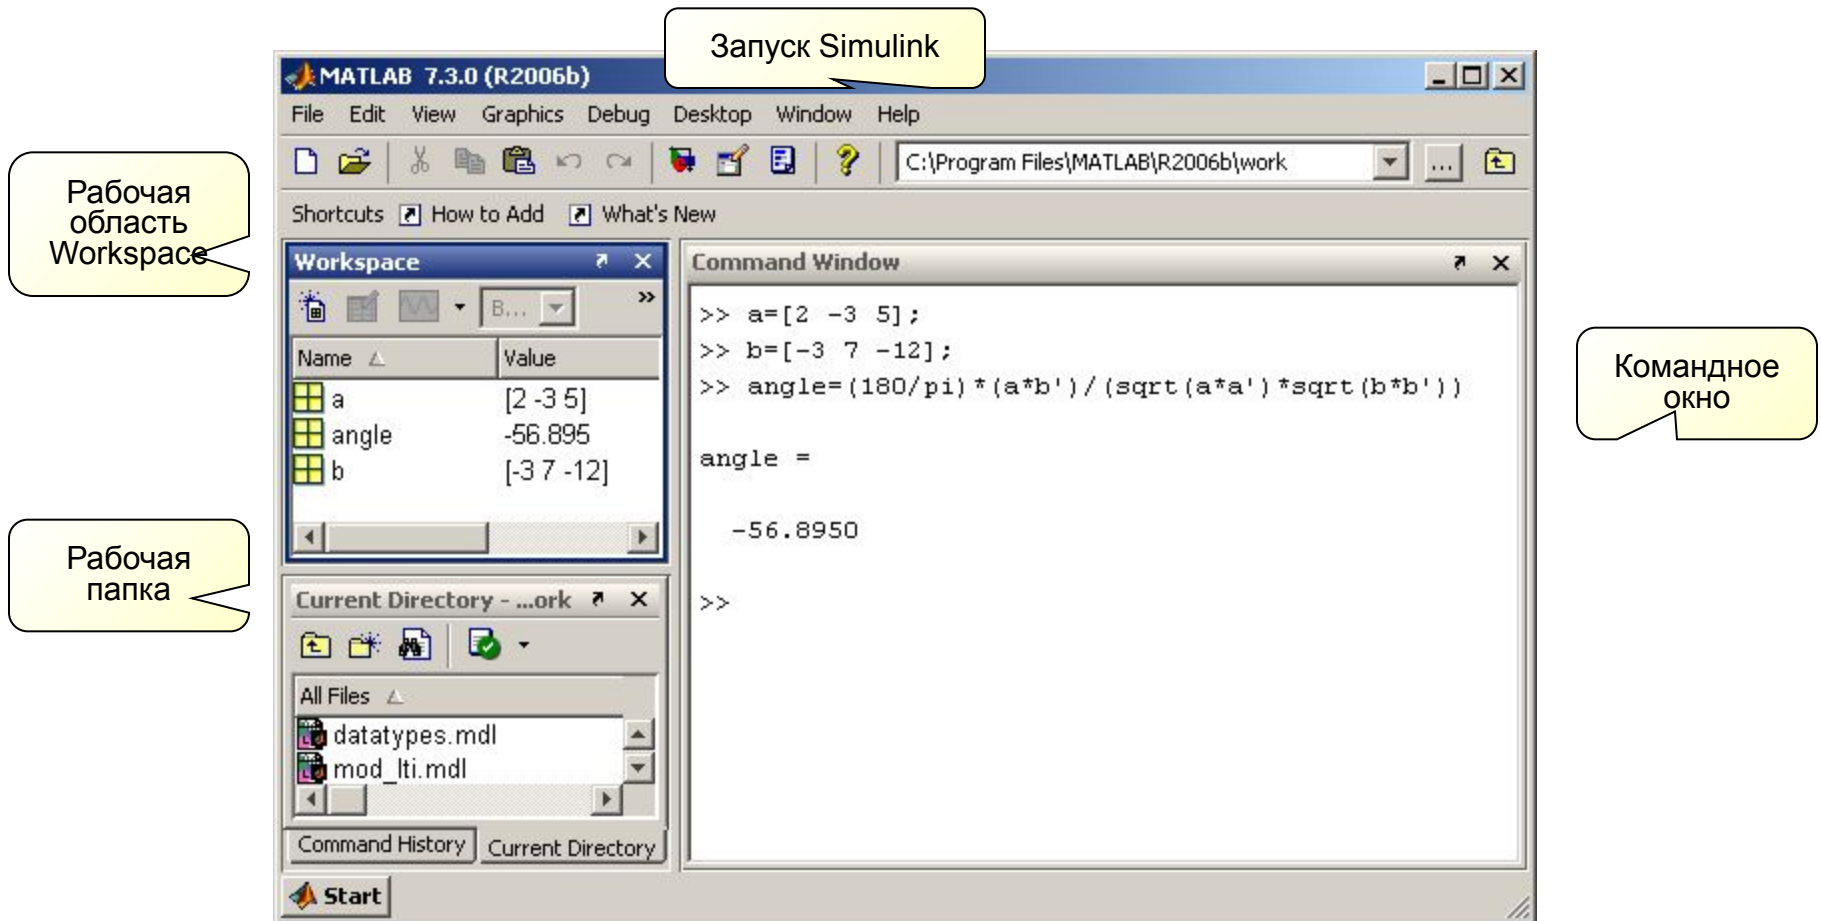 Запуск Simulink
MATLAB 7.3.0 (R2006b)
File Edit View Graphics Debug Desktop Window Help
C:\Program Files\MATLAB\R2006b\work
...
Shortcuts How to Add What's New
Рабочая
область
Workspace
Workspace
B...
Name Value
a [2 -3 5]
angle -56.895
b [-3 7 -12]
Рабочая
папка
Current Directory - ...ork
All Files
datatypes.mdl
mod_lti.mdl
Command History Current Directory
Start
Command Window
>> a=[2 -3 5];
>> b=[-3 7 -12];
>> angle=(180/pi)*(a*b')/(sqrt(a*a')*sqrt(b*b'))
angle =
-56.8950
>>
Командное
окно